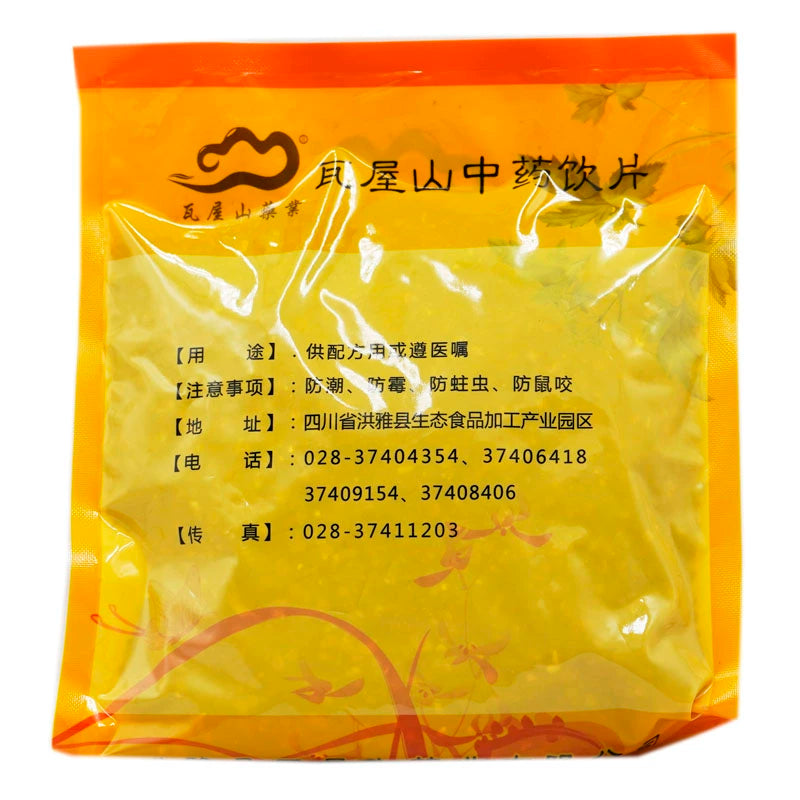 瓦屋山中药饮片
®
瓦屋山药業
【用 途】：供配方用或遵医嘱
【注意事项】：防潮、防霉、防蛀虫、防鼠咬
【地 址】：四川省洪雅县生态食品加工产业园区
【电 话】：028-37404354、37406418
37409154、37408406
【传 真】：028-37411203